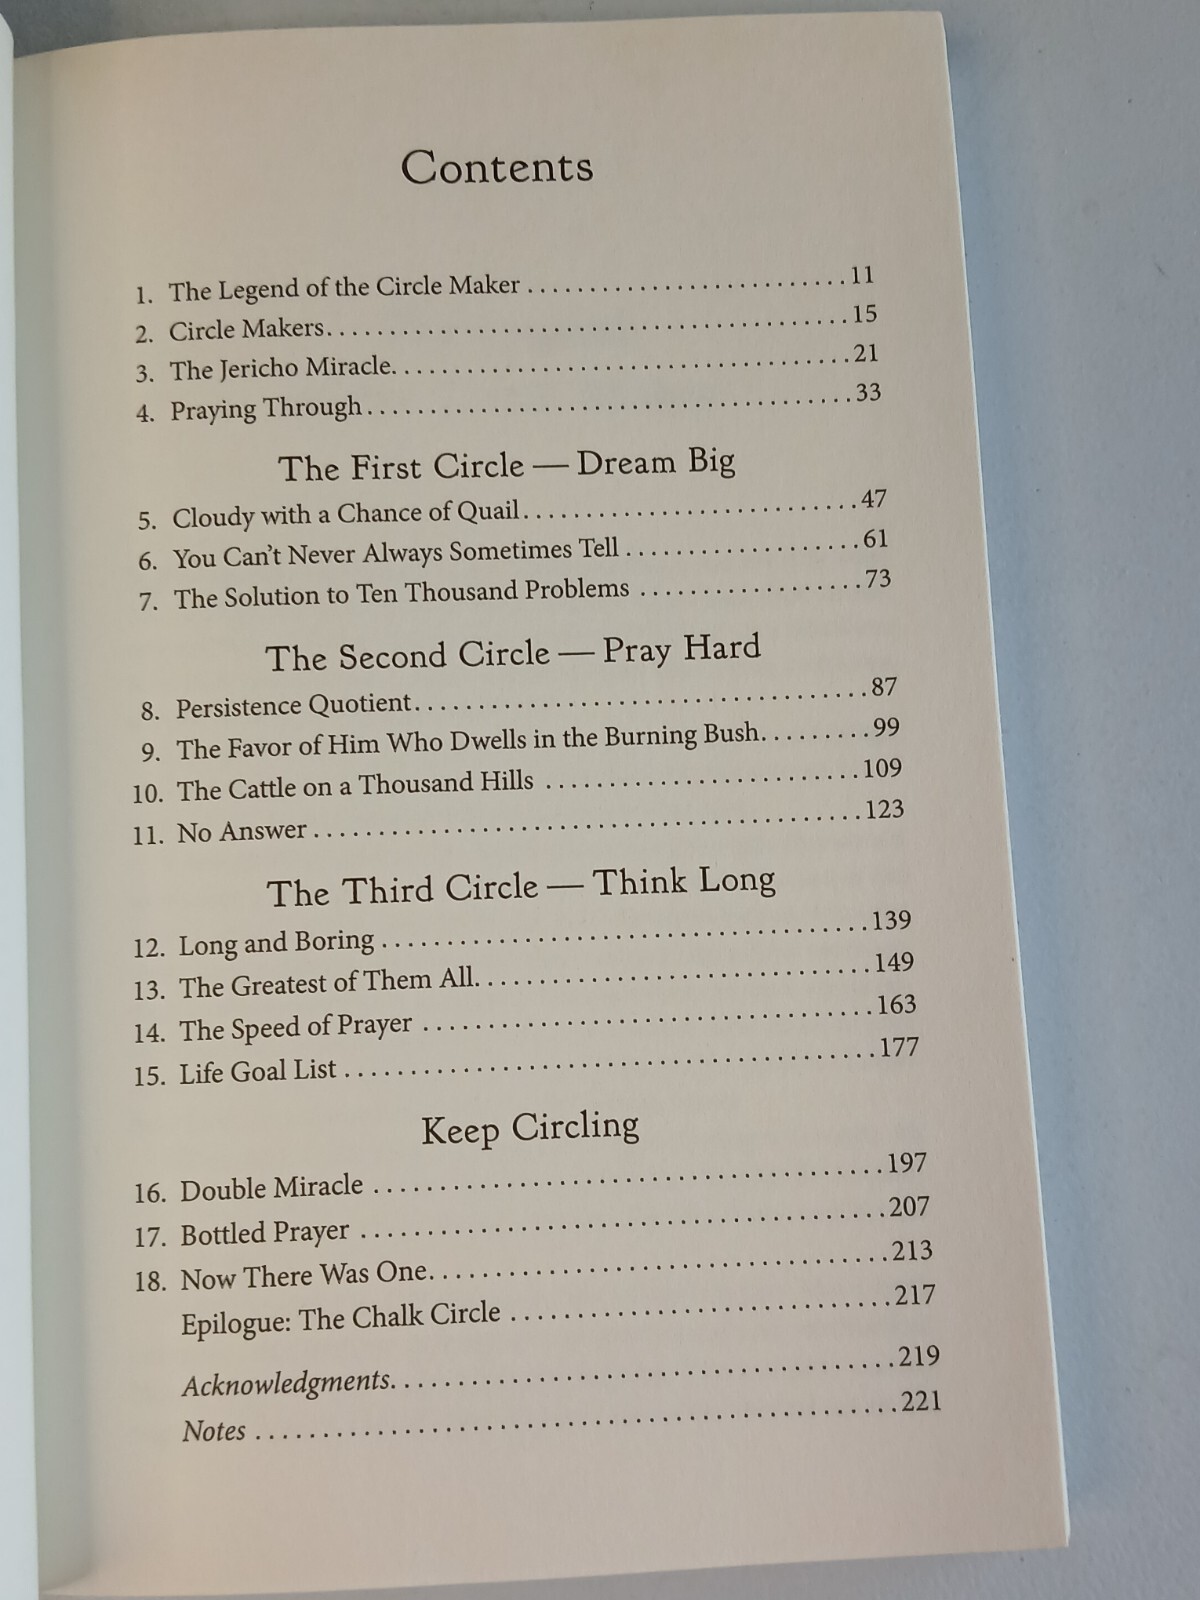 Contents
1. The Legend of the Circle Maker ..........................11
2. Circle Makers..........................................15
3. The Jericho Miracle.....................................21
4. Praying Through.......................................33
The First Circle — Dream Big
5. Cloudy with a Chance of Quail...........................47
6. You Can't Never Always Sometimes Tell ...................61
7. The Solution to Ten Thousand Problems ..................73
The Second Circle — Pray Hard
8. Persistence Quotient....................................87
9. The Favor of Him Who Dwells in the Burning Bush.........99
10. The Cattle on a Thousand Hills .........................109
11. No Answer...........................................123
The Third Circle — Think Long
12. Long and Boring ......................................139
13. The Greatest of Them All...............................149
14. The Speed of Prayer ...................................163
15. Life Goal List .........................................177
Keep Circling
16. Double Miracle .......................................197
17. Bottled Prayer ........................................207
18. Now There Was One...................................213
Epilogue: The Chalk Circle .............................217
Acknowledgments.......................................219
Notes .................................................221